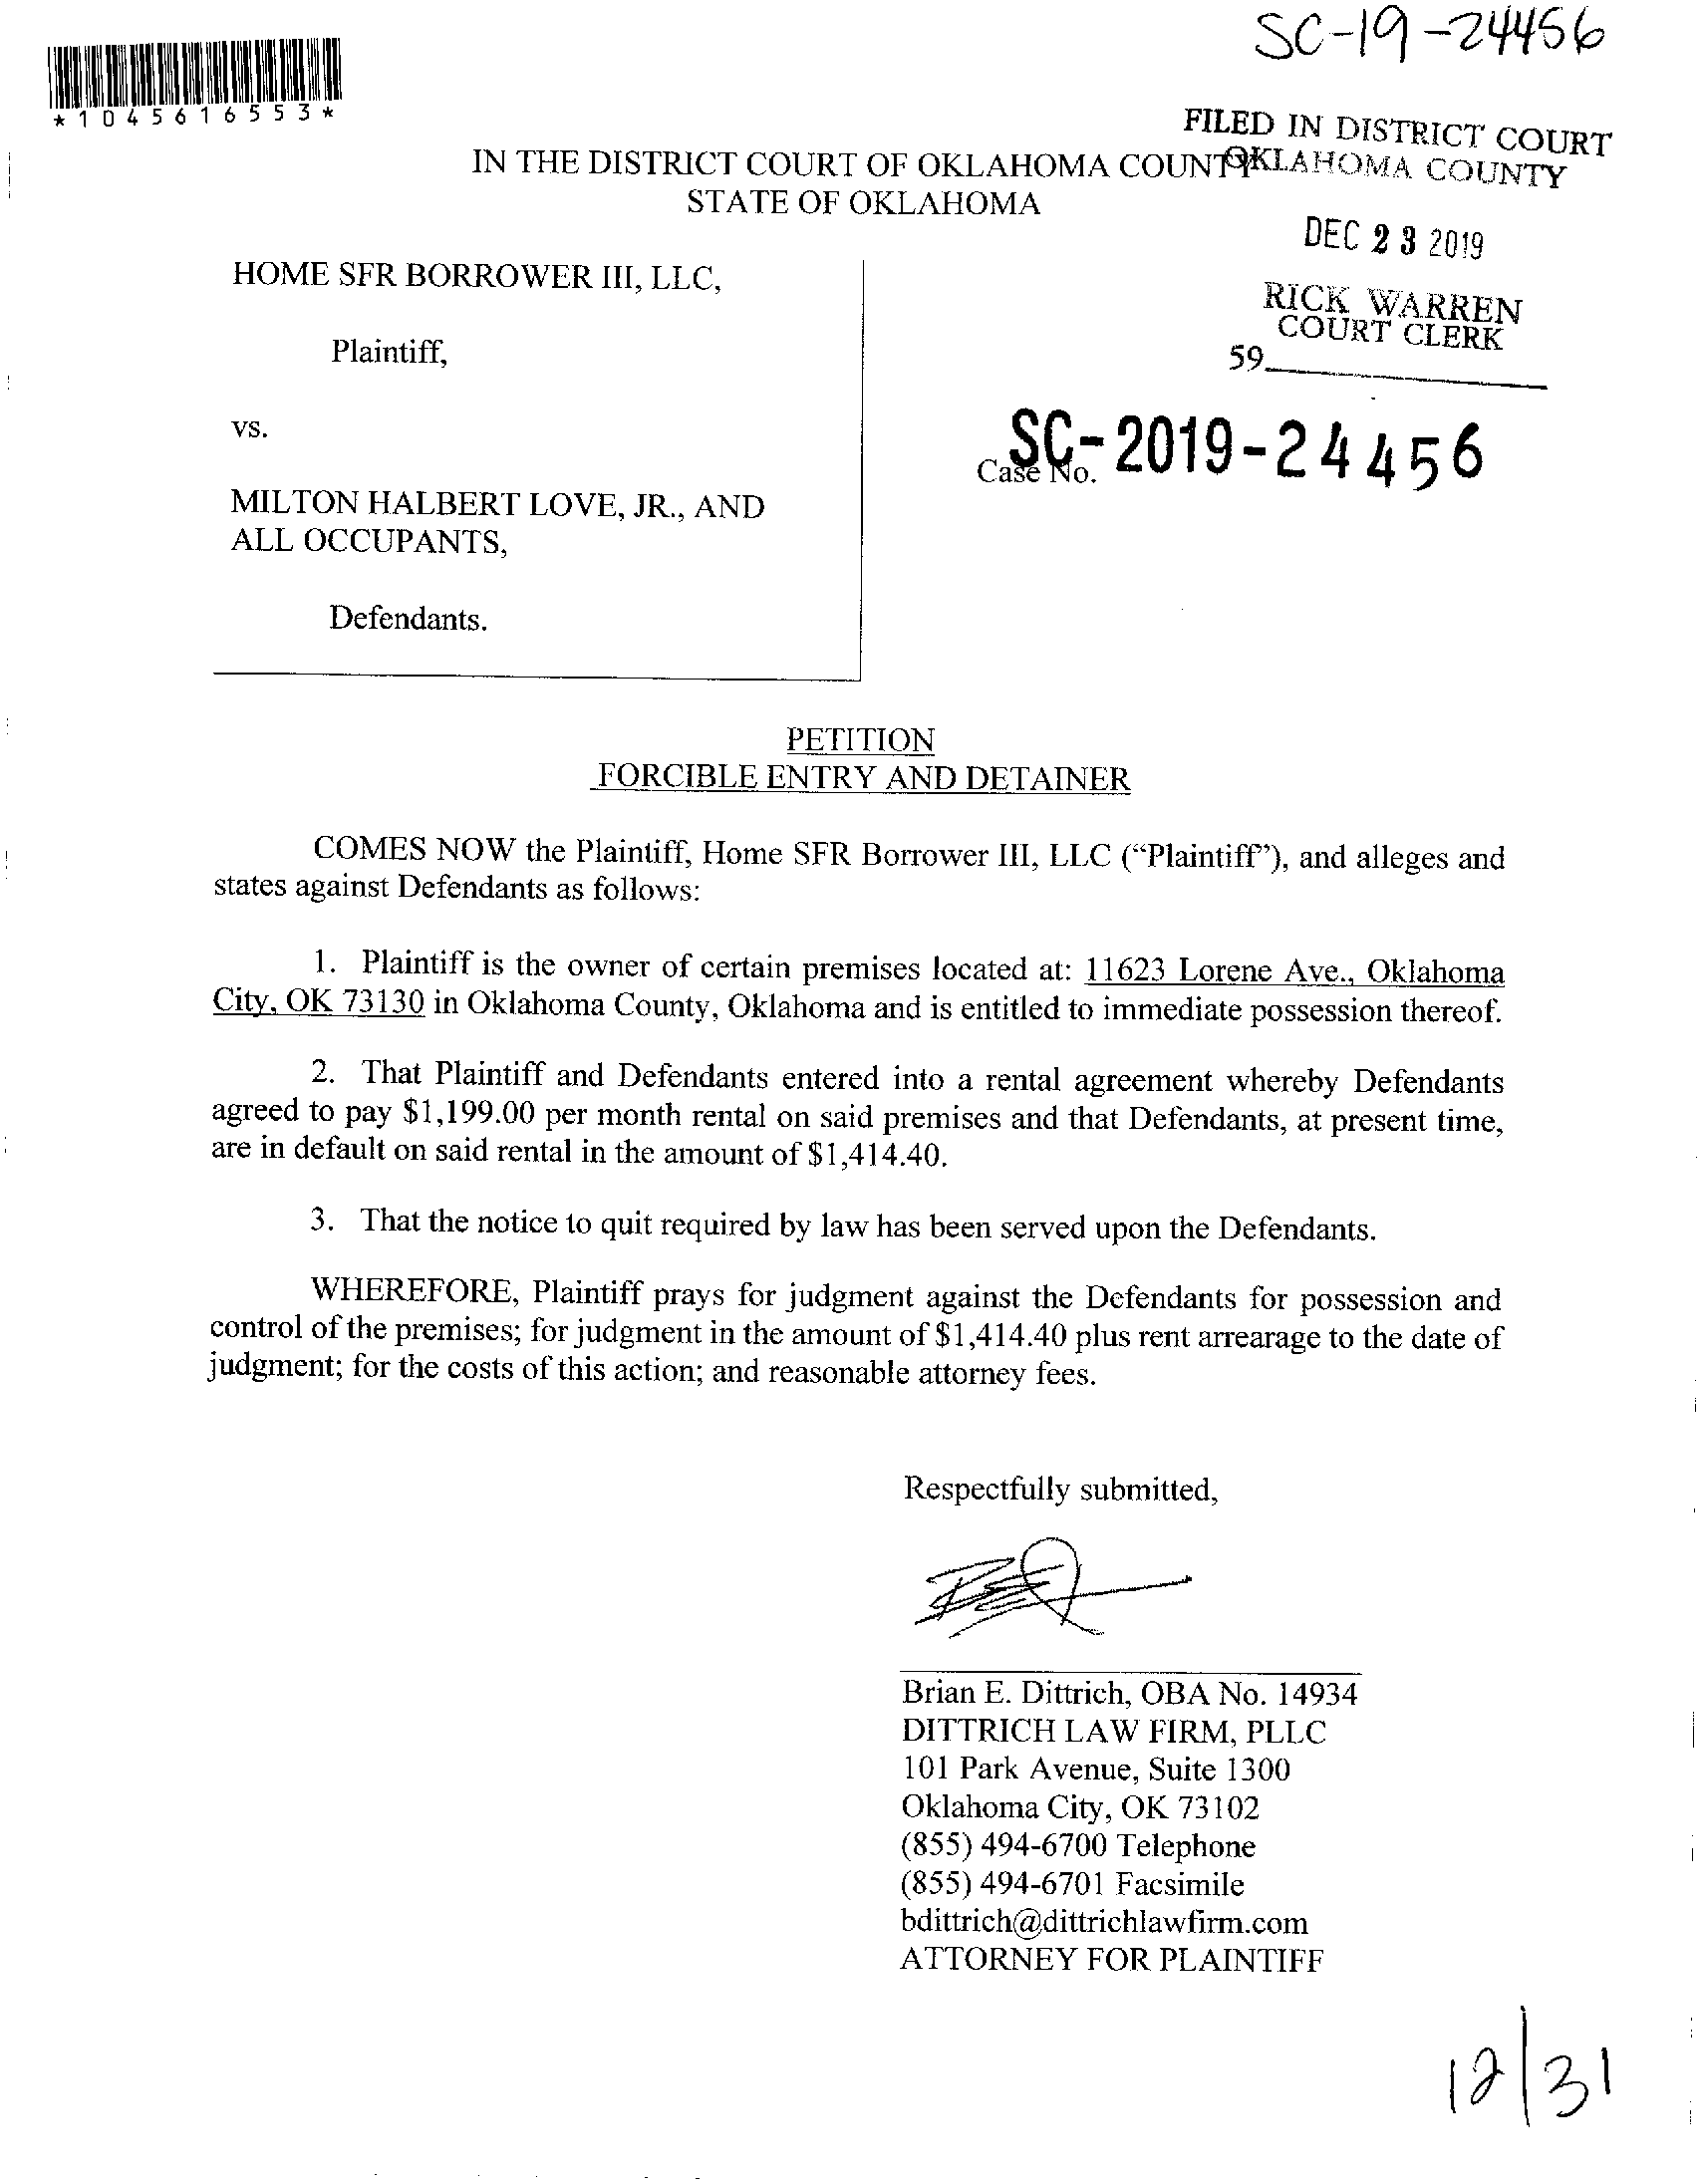 SC-19-24456
*1045616553*
FILED IN DISTRICT COURT
OKLAHOMA COUNTY
IN THE DISTRICT COURT OF OKLAHOMA COUNTY
STATE OF OKLAHOMA
DEC 23 2019
HOME SFR BORROWER III, LLC,
RICK WARREN
COURT CLERK
Plaintiff,
59
vs.
Case No. SC-2019-24456
MILTON HALBERT LOVE, JR., AND
ALL OCCUPANTS,
Defendants.
PETITION
FORCIBLE ENTRY AND DETAINER
COMES NOW the Plaintiff, Home SFR Borrower III, LLC (“Plaintiff”), and alleges and
states against Defendants as follows:
1. Plaintiff is the owner of certain premises located at: 11623 Lorene Ave., Oklahoma
City, OK 73130 in Oklahoma County, Oklahoma and is entitled to immediate possession thereof.
2. That Plaintiff and Defendants entered into a rental agreement whereby Defendants
agreed to pay $1,199.00 per month rental on said premises and that Defendants, at present time,
are in default on said rental in the amount of $1,414.40.
3. That the notice to quit required by law has been served upon the Defendants.
WHEREFORE, Plaintiff prays for judgment against the Defendants for possession and
control of the premises; for judgment in the amount of $1,414.40 plus rent arrearage to the date of
judgment; for the costs of this action; and reasonable attorney fees.
Respectfully submitted,
Brian E. Dittrich, OBA No. 14934
DITTRICH LAW FIRM, PLLC
101 Park Avenue, Suite 1300
Oklahoma City, OK 73102
(855) 494-6700 Telephone
(855) 494-6701 Facsimile
bdittrich@dittrichlawfirm.com
ATTORNEY FOR PLAINTIFF
12/31